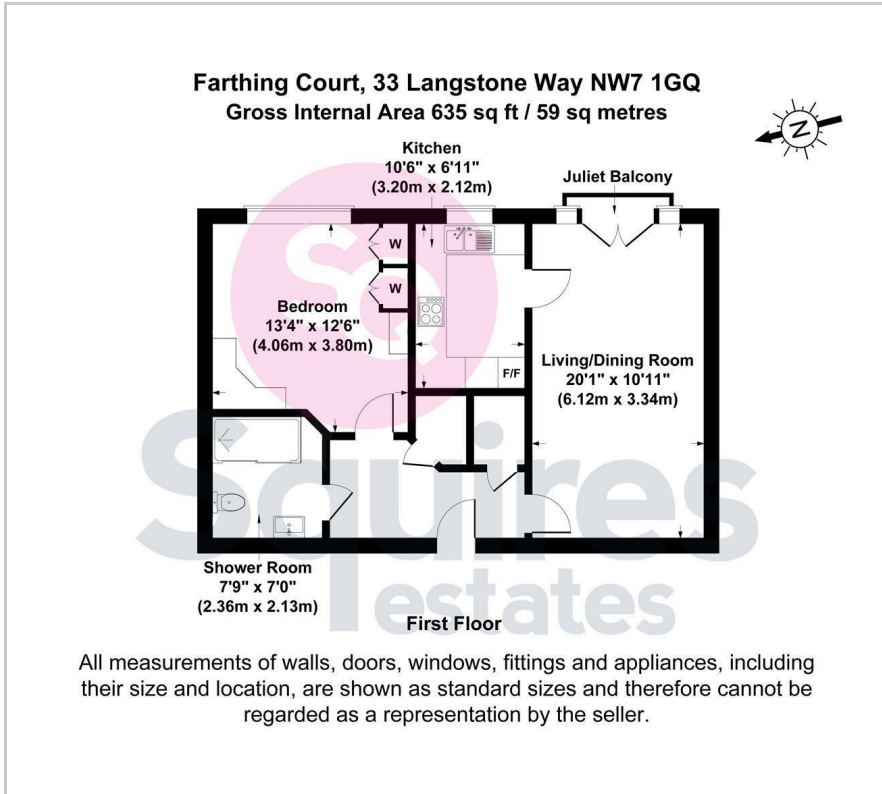 Farthing Court, 33 Langstone Way NW7 1GQ
Gross Internal Area 635 sq ft / 59 sq metres
N
Kitchen
10'6" x 6'11"
(3.20m x 2.12m)
Juliet Balcony
W
W
Bedroom
13'4" x 12'6"
(4.06m x 3.80m)
F/F
Living/Dining Room
20'1" x 10'11"
(6.12m x 3.34m)
SQ
Squires
estates
Shower Room
7'9" x 7'0"
(2.36m x 2.13m)
First Floor
All measurements of walls, doors, windows, fittings and appliances, including
their size and location, are shown as standard sizes and therefore cannot be
regarded as a representation by the seller.